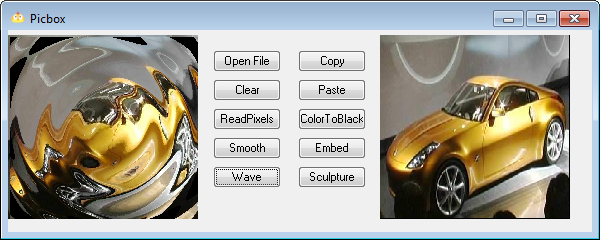 Picbox
Open File
Copy
Clear
Paste
ReadPixels
ColorToBlack
Smooth
Embed
Wave
Sculpture